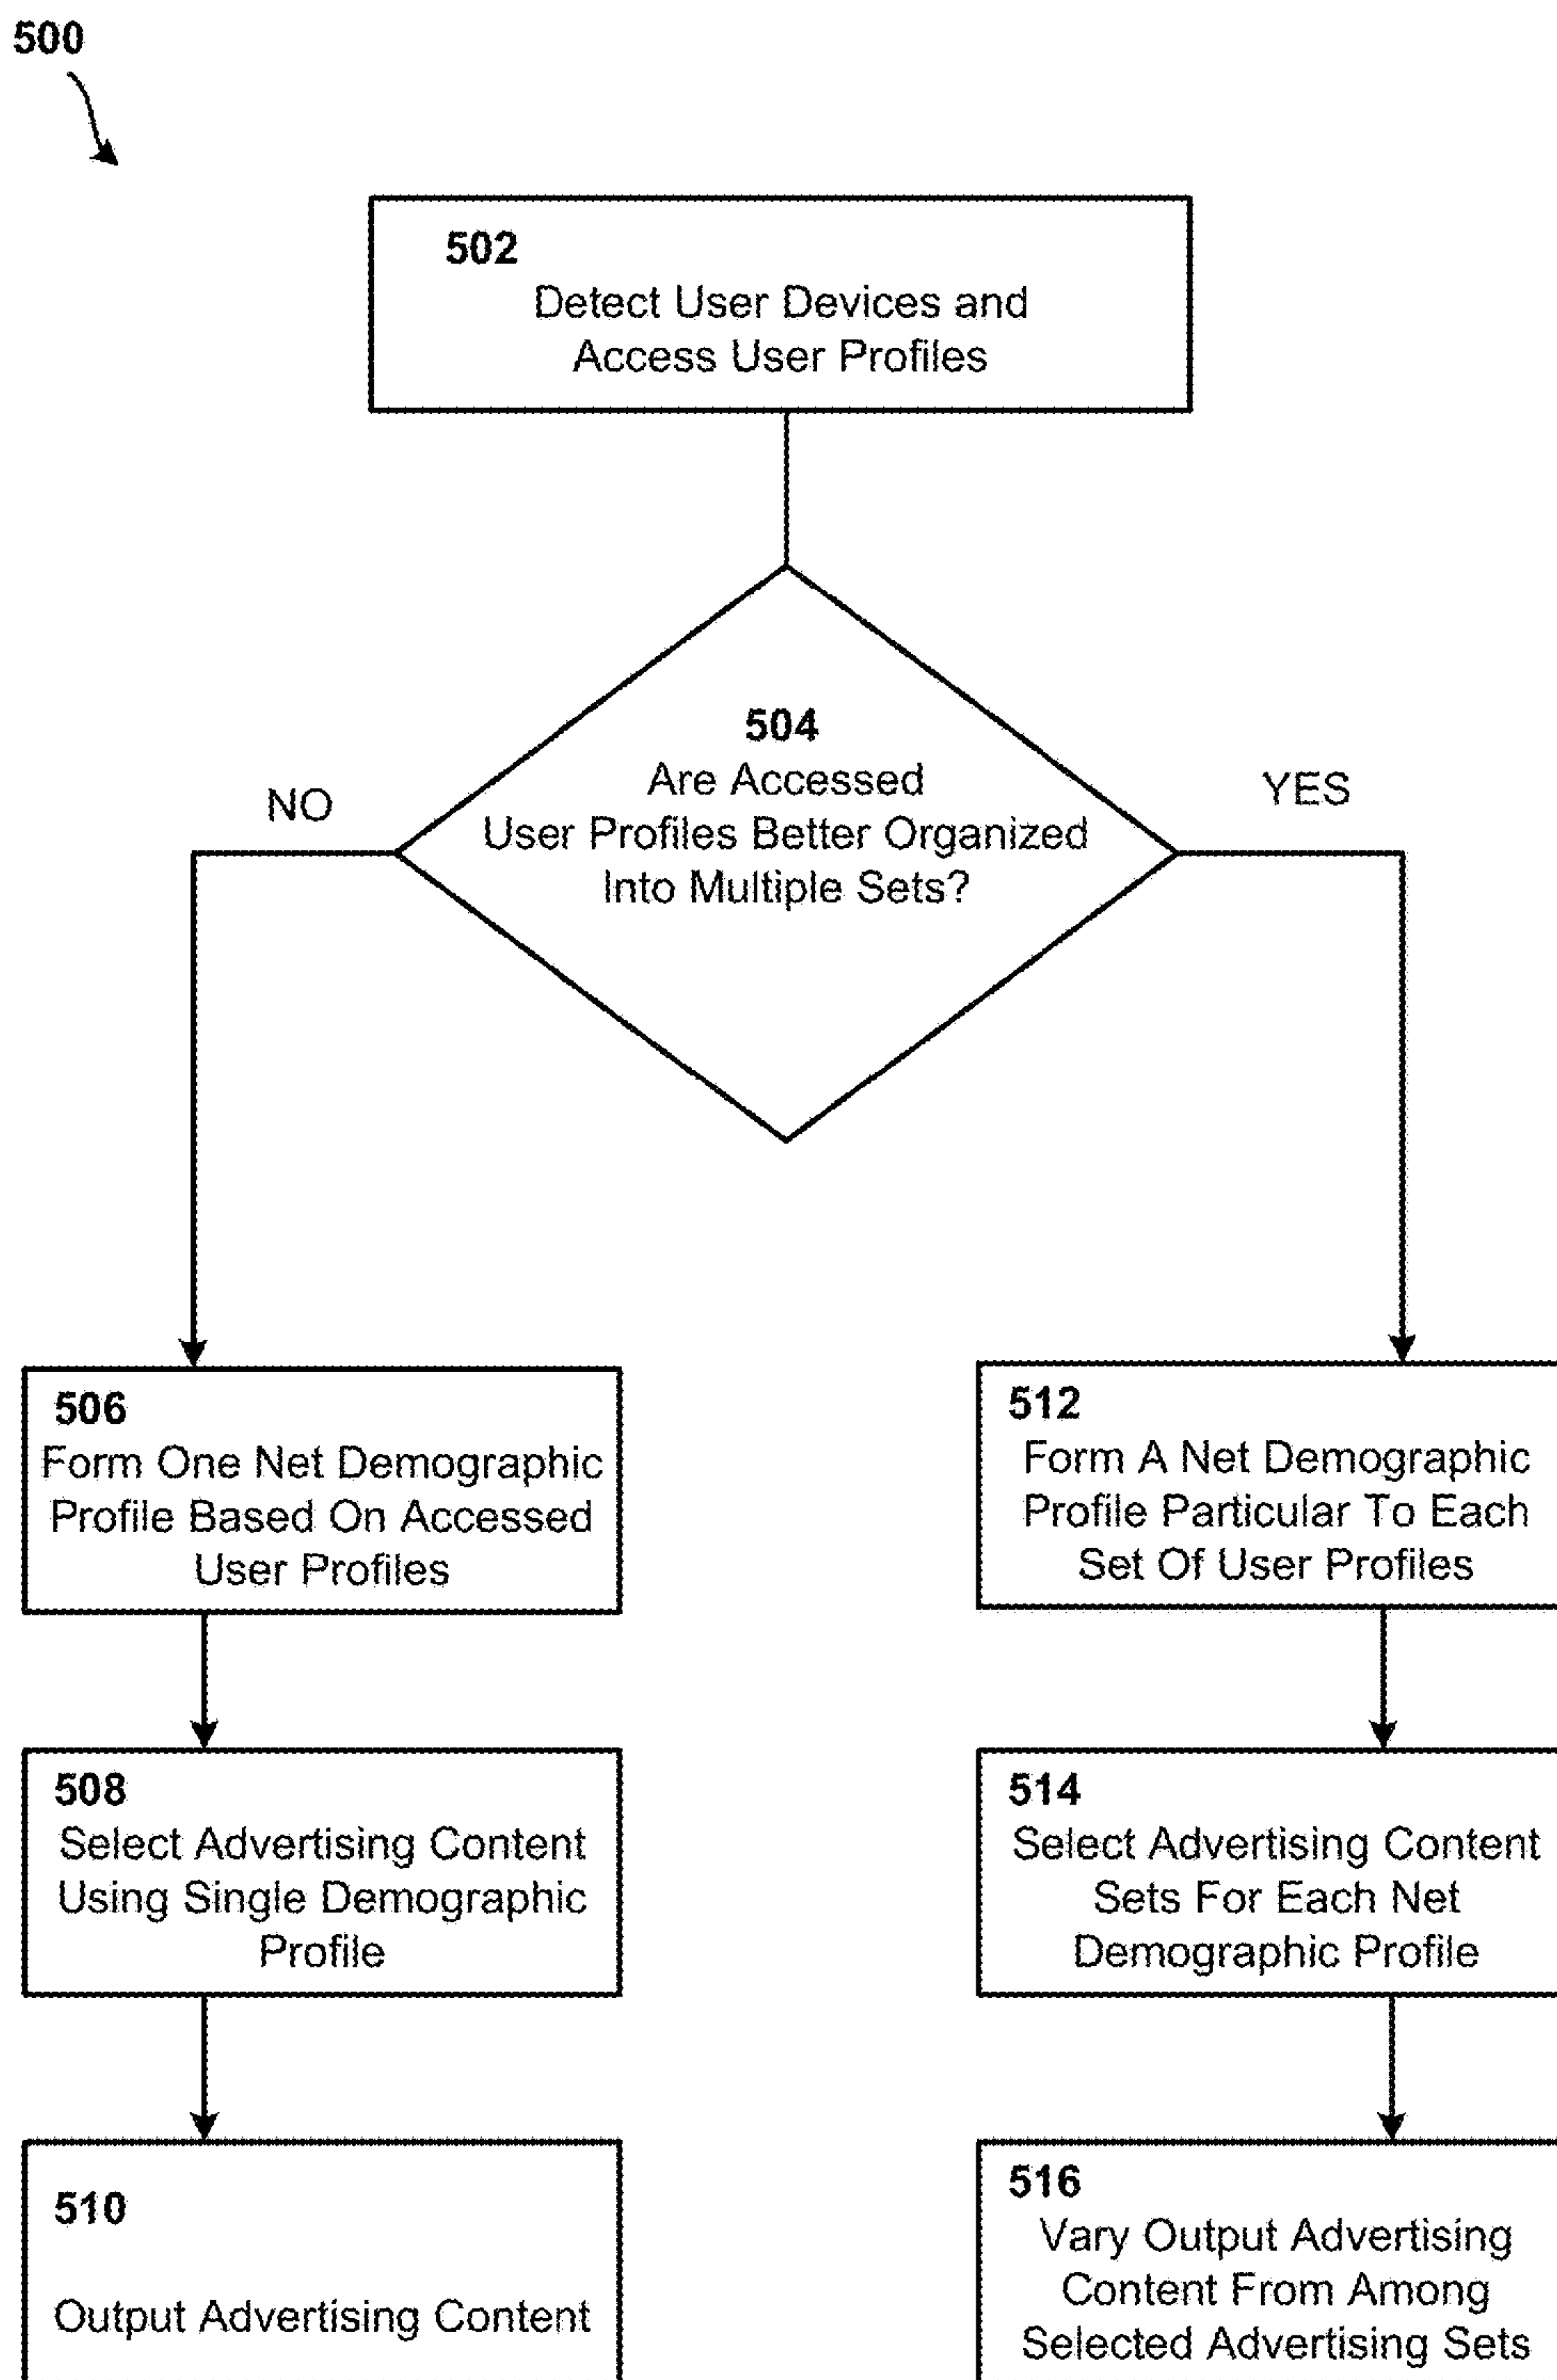 500
502
Detect User Devices and
Access User Profiles
504
Are Accessed
User Profiles Better Organized
Into Multiple Sets?
NO
YES
506
Form One Net Demographic
Profile Based On Accessed
User Profiles
512
Form A Net Demographic
Profile Particular To Each
Set Of User Profiles
508
Select Advertising Content
Using Single Demographic
Profile
514
Select Advertising Content
Sets For Each Net
Demographic Profile
510
Output Advertising Content
516
Vary Output Advertising
Content From Among
Selected Advertising Sets